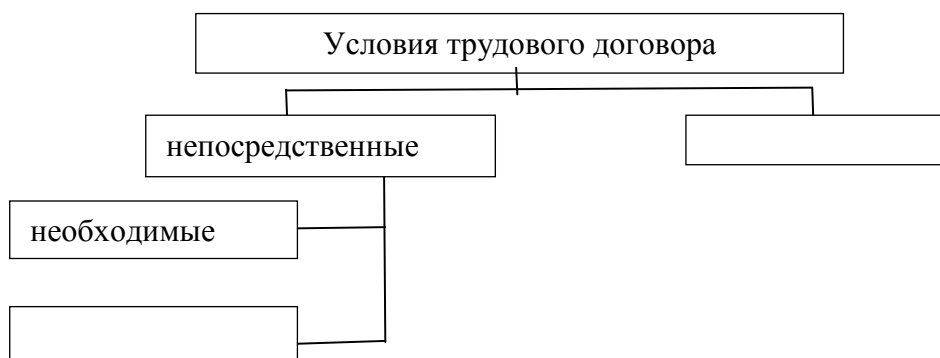 Условия трудового договора
непосредственные
необходимые